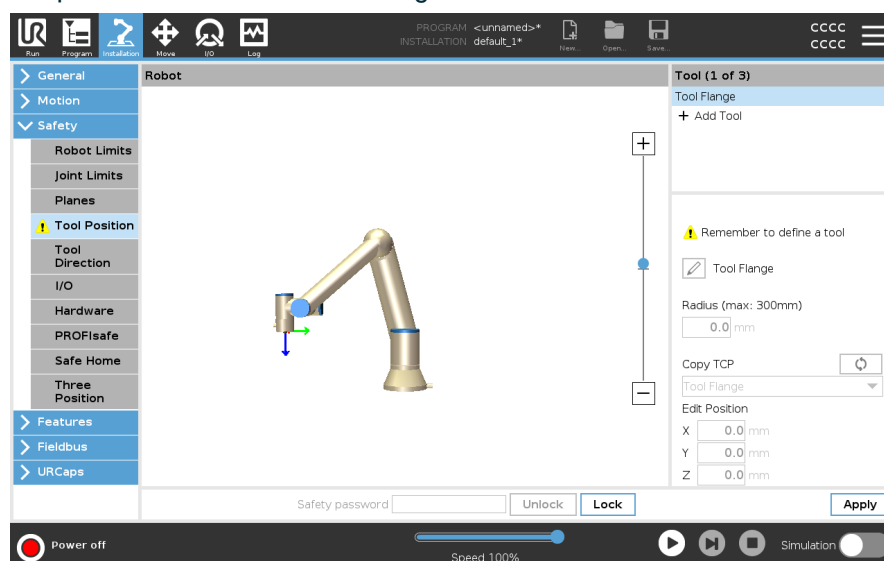 PROGRAM <unnamed>*
INSTALLATION default_1*
Run
Program
Installation
Move
I/O
Log
New...
Open...
Save...
CCCC
CCCC
General
Motion
Safety
Robot Limits
Joint Limits
Planes
Tool Position
Tool
Direction
I/O
Hardware
PROFIsafe
Safe Home
Three
Position
Features
Fieldbus
URCaps
Robot
+
−
Tool (1 of 3)
Tool Flange
+ Add Tool
Remember to define a tool
Tool Flange
Radius (max: 300mm)
0.0 mm
Copy TCP
Tool Flange
Edit Position
X 0.0 mm
Y 0.0 mm
Z 0.0 mm
Safety password
Unlock
Lock
Apply
Power off
Speed 100%
Simulation